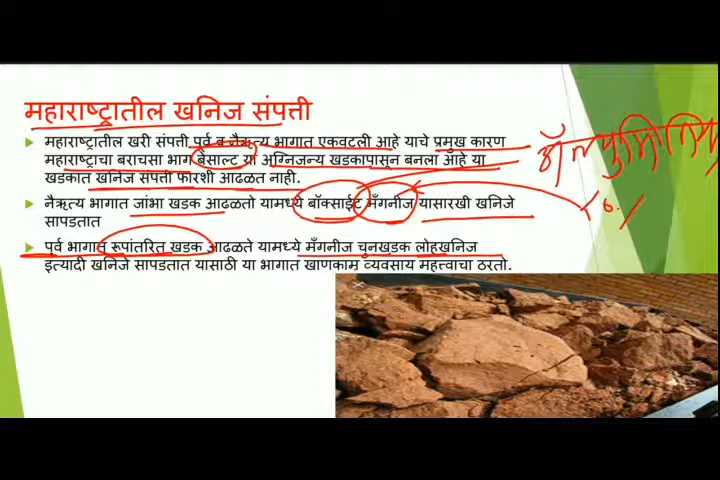 महाराष्ट्रातील खनिज संपत्ती
महाराष्ट्रातील खरी संपत्ती पूर्व व नैऋत्य भागात एकवटली आहे याचे प्रमुख कारण
महाराष्ट्राचा बराचसा भाग बेसाल्ट या अग्निजन्य खडकापासून बनला आहे या
खडकात खनिज संपत्ती फारशी आढळत नाही.
नैऋत्य भागात जांभा खडक आढळतो यामध्ये बॉक्साईट मँगनीज यासारखी खनिजे
सापडतात
पूर्व भागात रूपांतरित खडक आढळते यामध्ये मँगनीज चुनखडक लोहखनिज
इत्यादी खनिजे सापडतात यासाठी या भागात खाणकाम व्यवसाय महत्त्वाचा ठरतो.